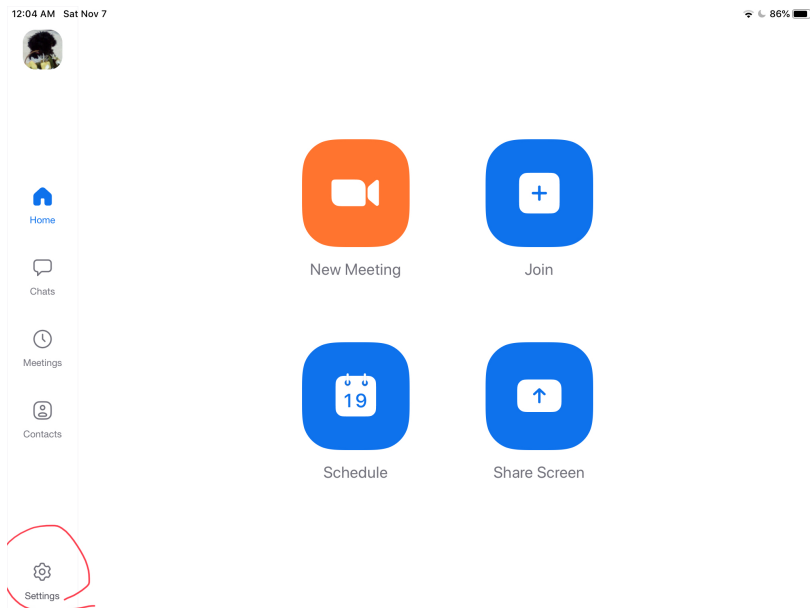 12:04 AM Sat Nov 7
86%
Home
Chats
Meetings
Contacts
Settings
New Meeting
Join
19
Schedule
Share Screen